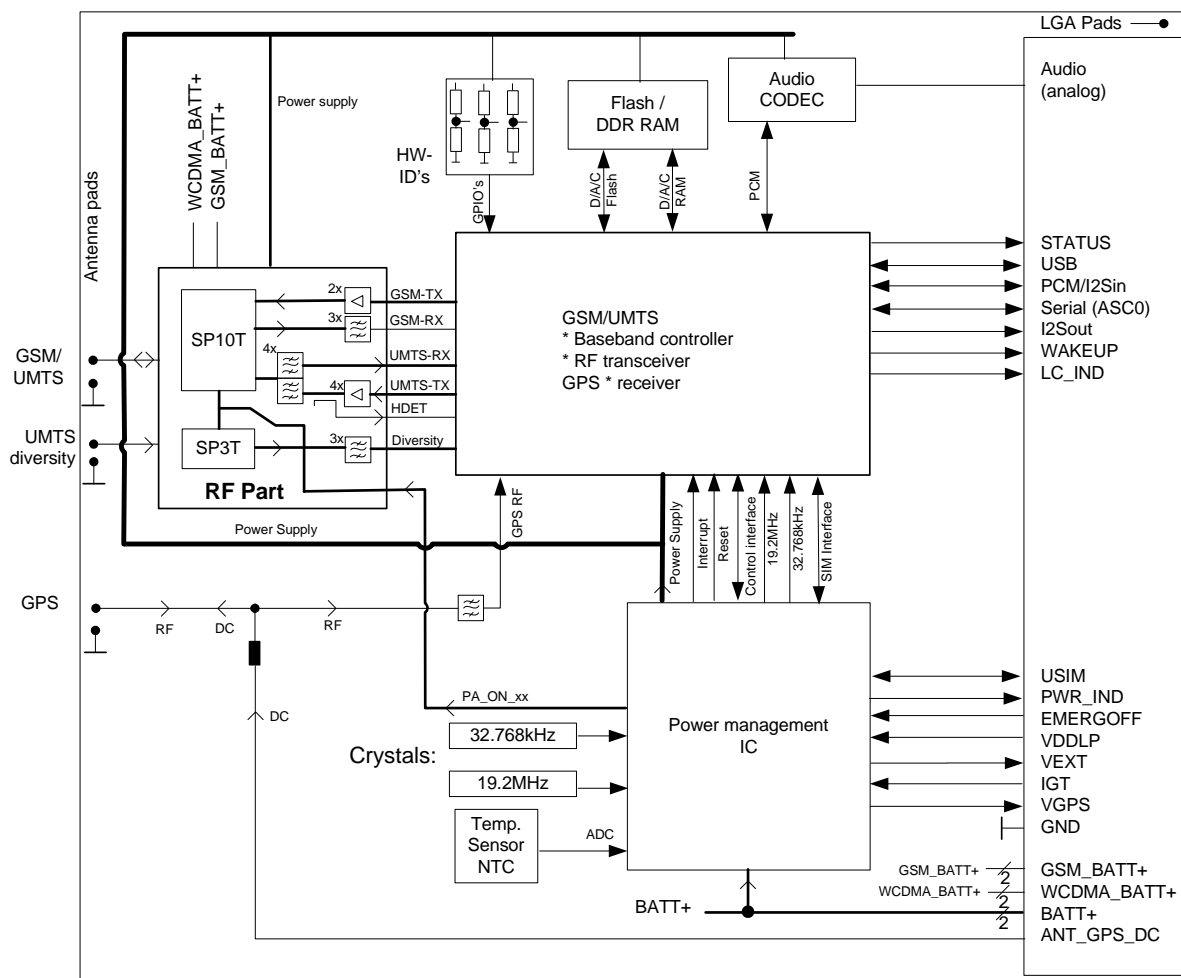 LGA Pads
Audio
(analog)
Audio
CODEC
Flash /
DDR RAM
HW-
ID's
Power supply
WCDMA_BATT+
GSM_BATT+
Antenna pads
GPIO's
D/A/C
Flash
D/A/C
RAM
PCM
STATUS
USB
PCM/I2Sin
Serial (ASC0)
I2Sout
WAKEUP
LC_IND
GSM/UMTS
* Baseband controller
* RF transceiver
GPS * receiver
SP10T
2x
GSM-TX
3x
GSM-RX
4x
UMTS-RX
4x
UMTS-TX
HDET
SP3T
3x
Diversity
RF Part
GSM/
UMTS
UMTS
diversity
Power Supply
GPS RF
Power Supply
Interrupt
Reset
Control interface
19.2MHz
32.768kHz
SIM Interface
GPS
RF
DC
RF
DC
PA_ON_xx
Crystals:
32.768kHz
19.2MHz
Temp.
Sensor
NTC
ADC
Power management
IC
USIM
PWR_IND
EMERGOFF
VDDLP
VEXT
IGT
VGPS
GND
GSM_BATT+
2
GSM_BATT+
WCDMA_BATT+
2
WCDMA_BATT+
BATT+
2
BATT+
ANT_GPS_DC